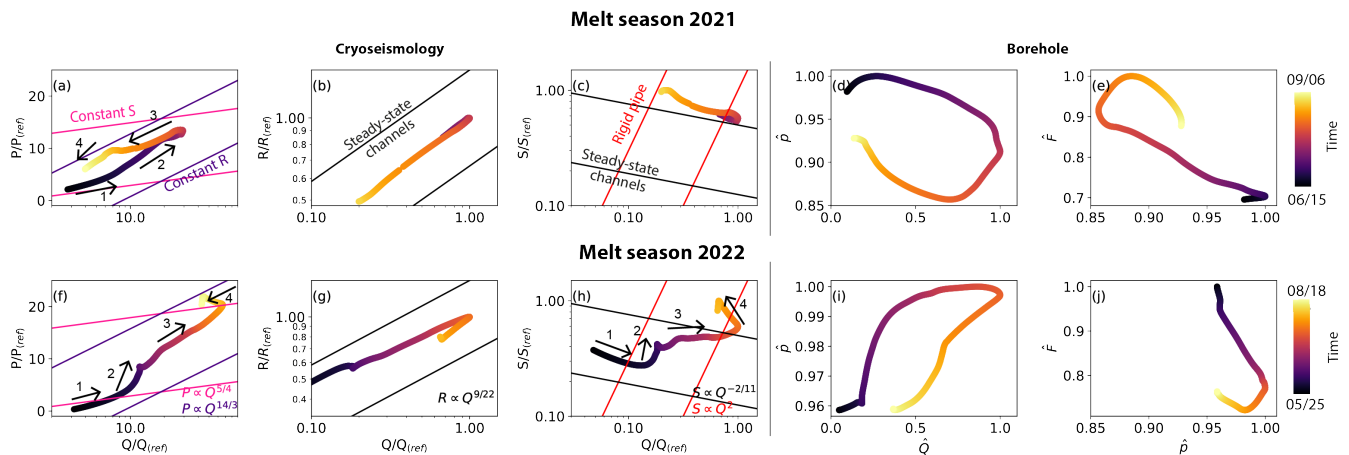 Melt season 2021
Cryoseismology
Borehole
(a)
Constant S
3
4
2
1
Constant R
P/P(ref)
20
10
0
10.0
(b)
Steady-state
channels
R/R(ref)
1.00
0.9
0.8
0.7
0.6
0.5
0.10
1.00
(c)
Rigid pipe
Steady-state
channels
S/S(ref)
1.00
0.10
0.10
1.00
(d)
p̂
1.00
0.95
0.90
0.85
0.0
0.5
1.0
(e)
F̂
1.0
0.9
0.8
0.7
0.85
0.90
0.95
1.00
09/06
Time
06/15
Melt season 2022
(f)
4
3
2
1
P ∝ Q^5/4
P ∝ Q^14/3
P/P(ref)
20
10
0
10.0
Q/Q(ref)
(g)
R ∝ Q^9/22
R/R(ref)
1.00
0.9
0.8
0.7
0.6
0.5
0.4
0.10
1.00
Q/Q(ref)
(h)
1
2
3
4
S ∝ Q^−2/11
S ∝ Q^2
S/S(ref)
1.00
0.10
0.10
1.00
Q/Q(ref)
(i)
p̂
1.00
0.99
0.98
0.97
0.96
0.0
0.5
1.0
Q̂
(j)
F̂
1.0
0.9
0.8
0.85
0.90
0.95
1.00
p̂
08/18
Time
05/25